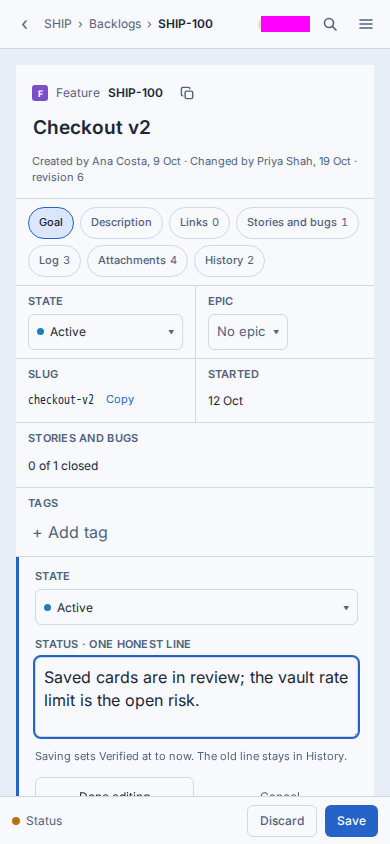 SHIP › Backlogs › SHIP-100
F Feature SHIP-100
Checkout v2
Created by Ana Costa, 9 Oct · Changed by Priya Shah, 19 Oct ·
revision 6
Goal Description Links 0 Stories and bugs 1
Log 3 Attachments 4 History 2
STATE EPIC
Active No epic
SLUG STARTED
checkout-v2 Copy 12 Oct
STORIES AND BUGS
0 of 1 closed
TAGS
+ Add tag
STATE
Active
STATUS · ONE HONEST LINE
Saved cards are in review; the vault rate
limit is the open risk.
Saving sets Verified at to now. The old line stays in History.
Done editing Cancel
Status Discard Save